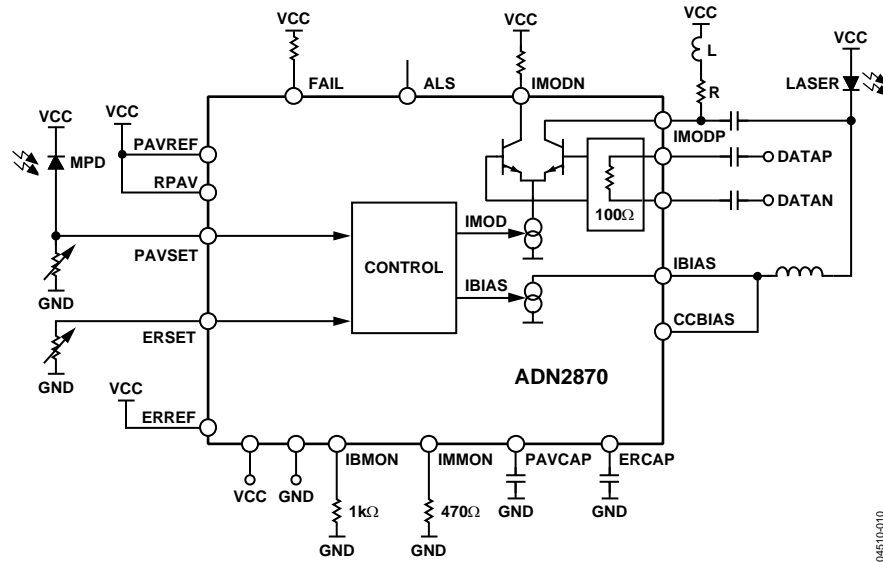 VCC
VCC
VCC
L
VCC
R
LASER
FAIL
ALS
IMODN
IMODP
VCC
VCC
MPD
PAVREF
RPAV
DATAP
DATAN
100Ω
PAVSET
GND
CONTROL
IMOD
IBIAS
IBIAS
CCBIAS
ERSET
GND
ADN2870
VCC
ERREF
IBMON
IMMON
PAVCAP
ERCAP
VCC
GND
1kΩ
470Ω
GND
GND
GND
GND
04510-010